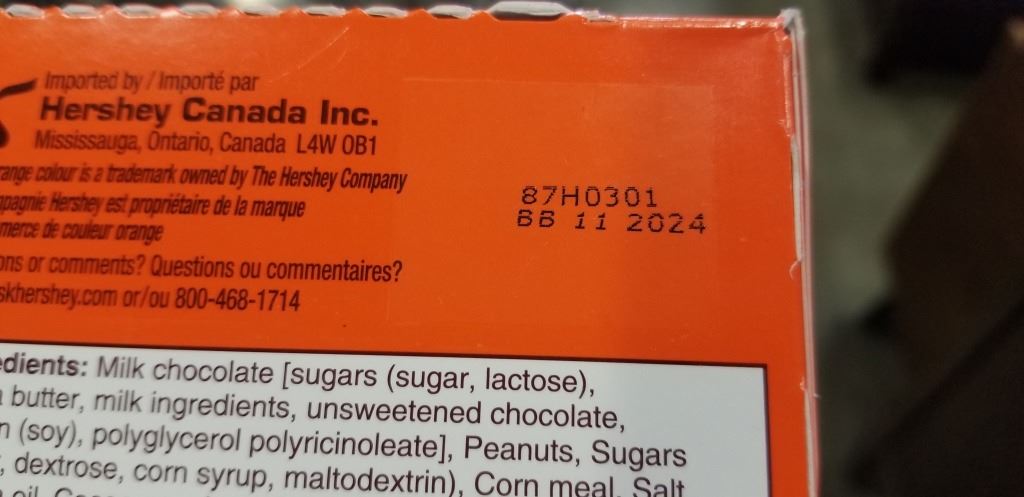 Imported by / Importé par
Hershey Canada Inc.
Mississauga, Ontario, Canada L4W 0B1
colour is a trademark owned by The Hershey Company
Hershey est propriétaire de la marque
de couleur orange
or comments? Questions ou commentaires?
or/ou 800-468-1714
87H0301
BB 11 2024
Milk chocolate [sugars (sugar, lactose),
butter, milk ingredients, unsweetened chocolate,
(soy), polyglycerol polyricinoleate], Peanuts, Sugars
, dextrose, corn syrup, maltodextrin), Corn meal, Salt
oil,